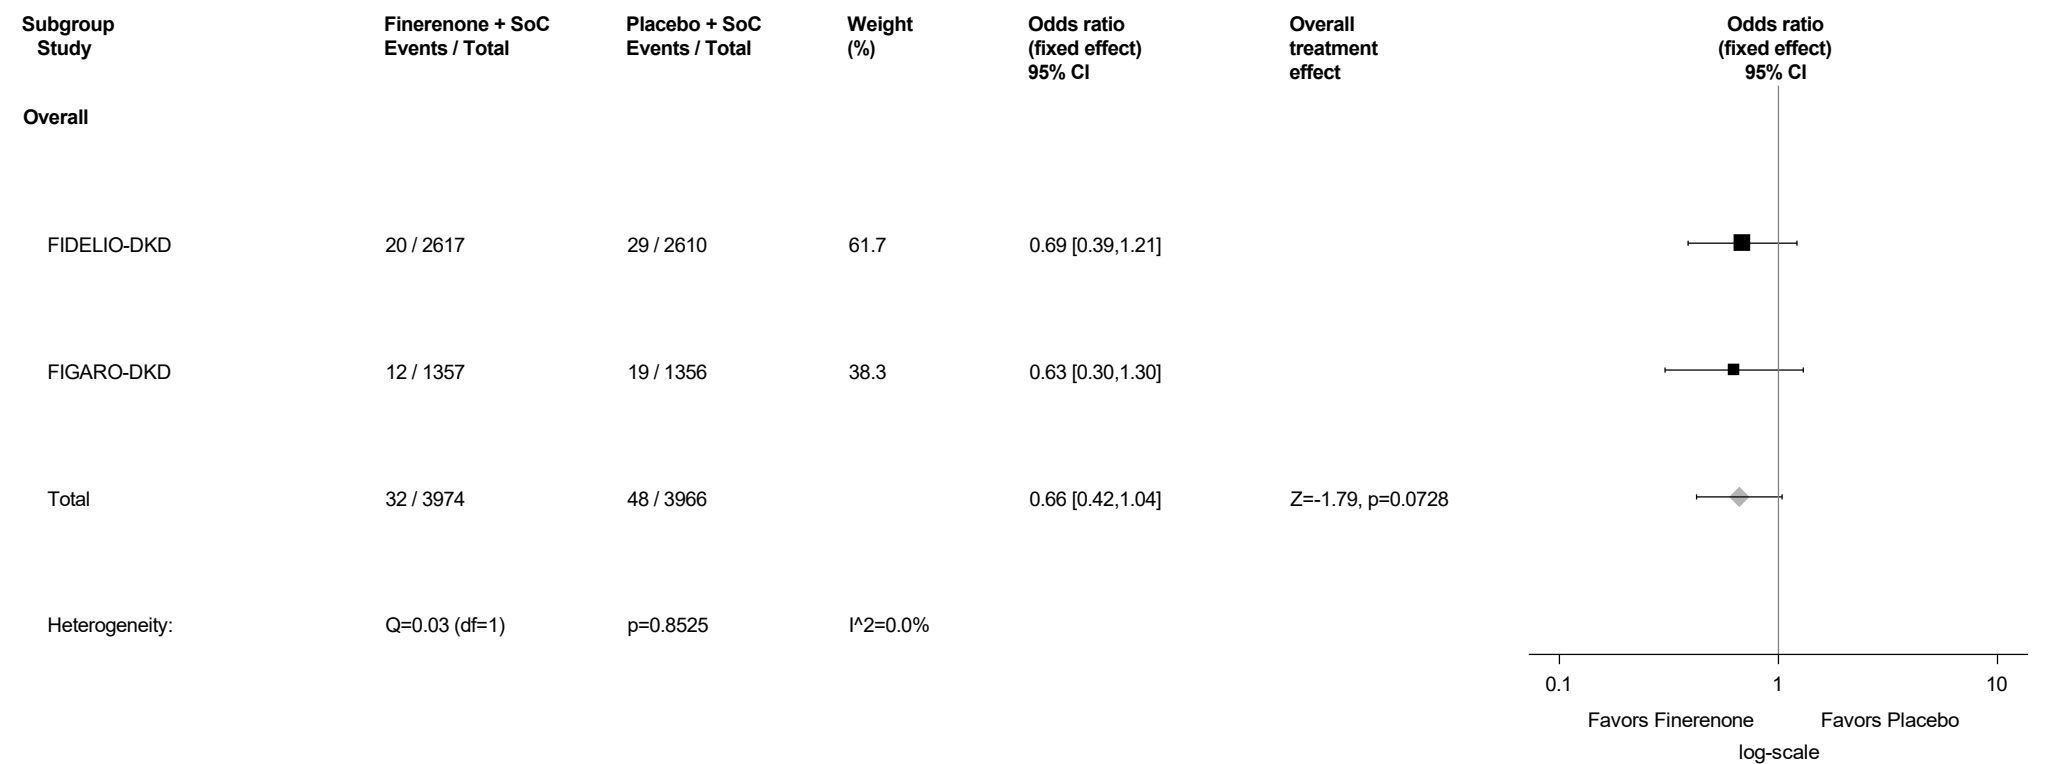 Subgroup Finerenone + SoC Placebo + SoC Weight Odds ratio Overall Odds ratio
Study Events / Total Events / Total (%) (fixed effect) treatment (fixed effect)
95% CI effect 95% CI
Overall
FIDELIO-DKD 20 / 2617 29 / 2610 61.7 0.69 [0.39,1.21]
FIGARO-DKD 12 / 1357 19 / 1356 38.3 0.63 [0.30,1.30]
Total 32 / 3974 48 / 3966 0.66 [0.42,1.04] Z=-1.79, p=0.0728
Heterogeneity: Q=0.03 (df=1) p=0.8525 I^2=0.0%
0.1 1 10
Favors Finerenone Favors Placebo
log-scale